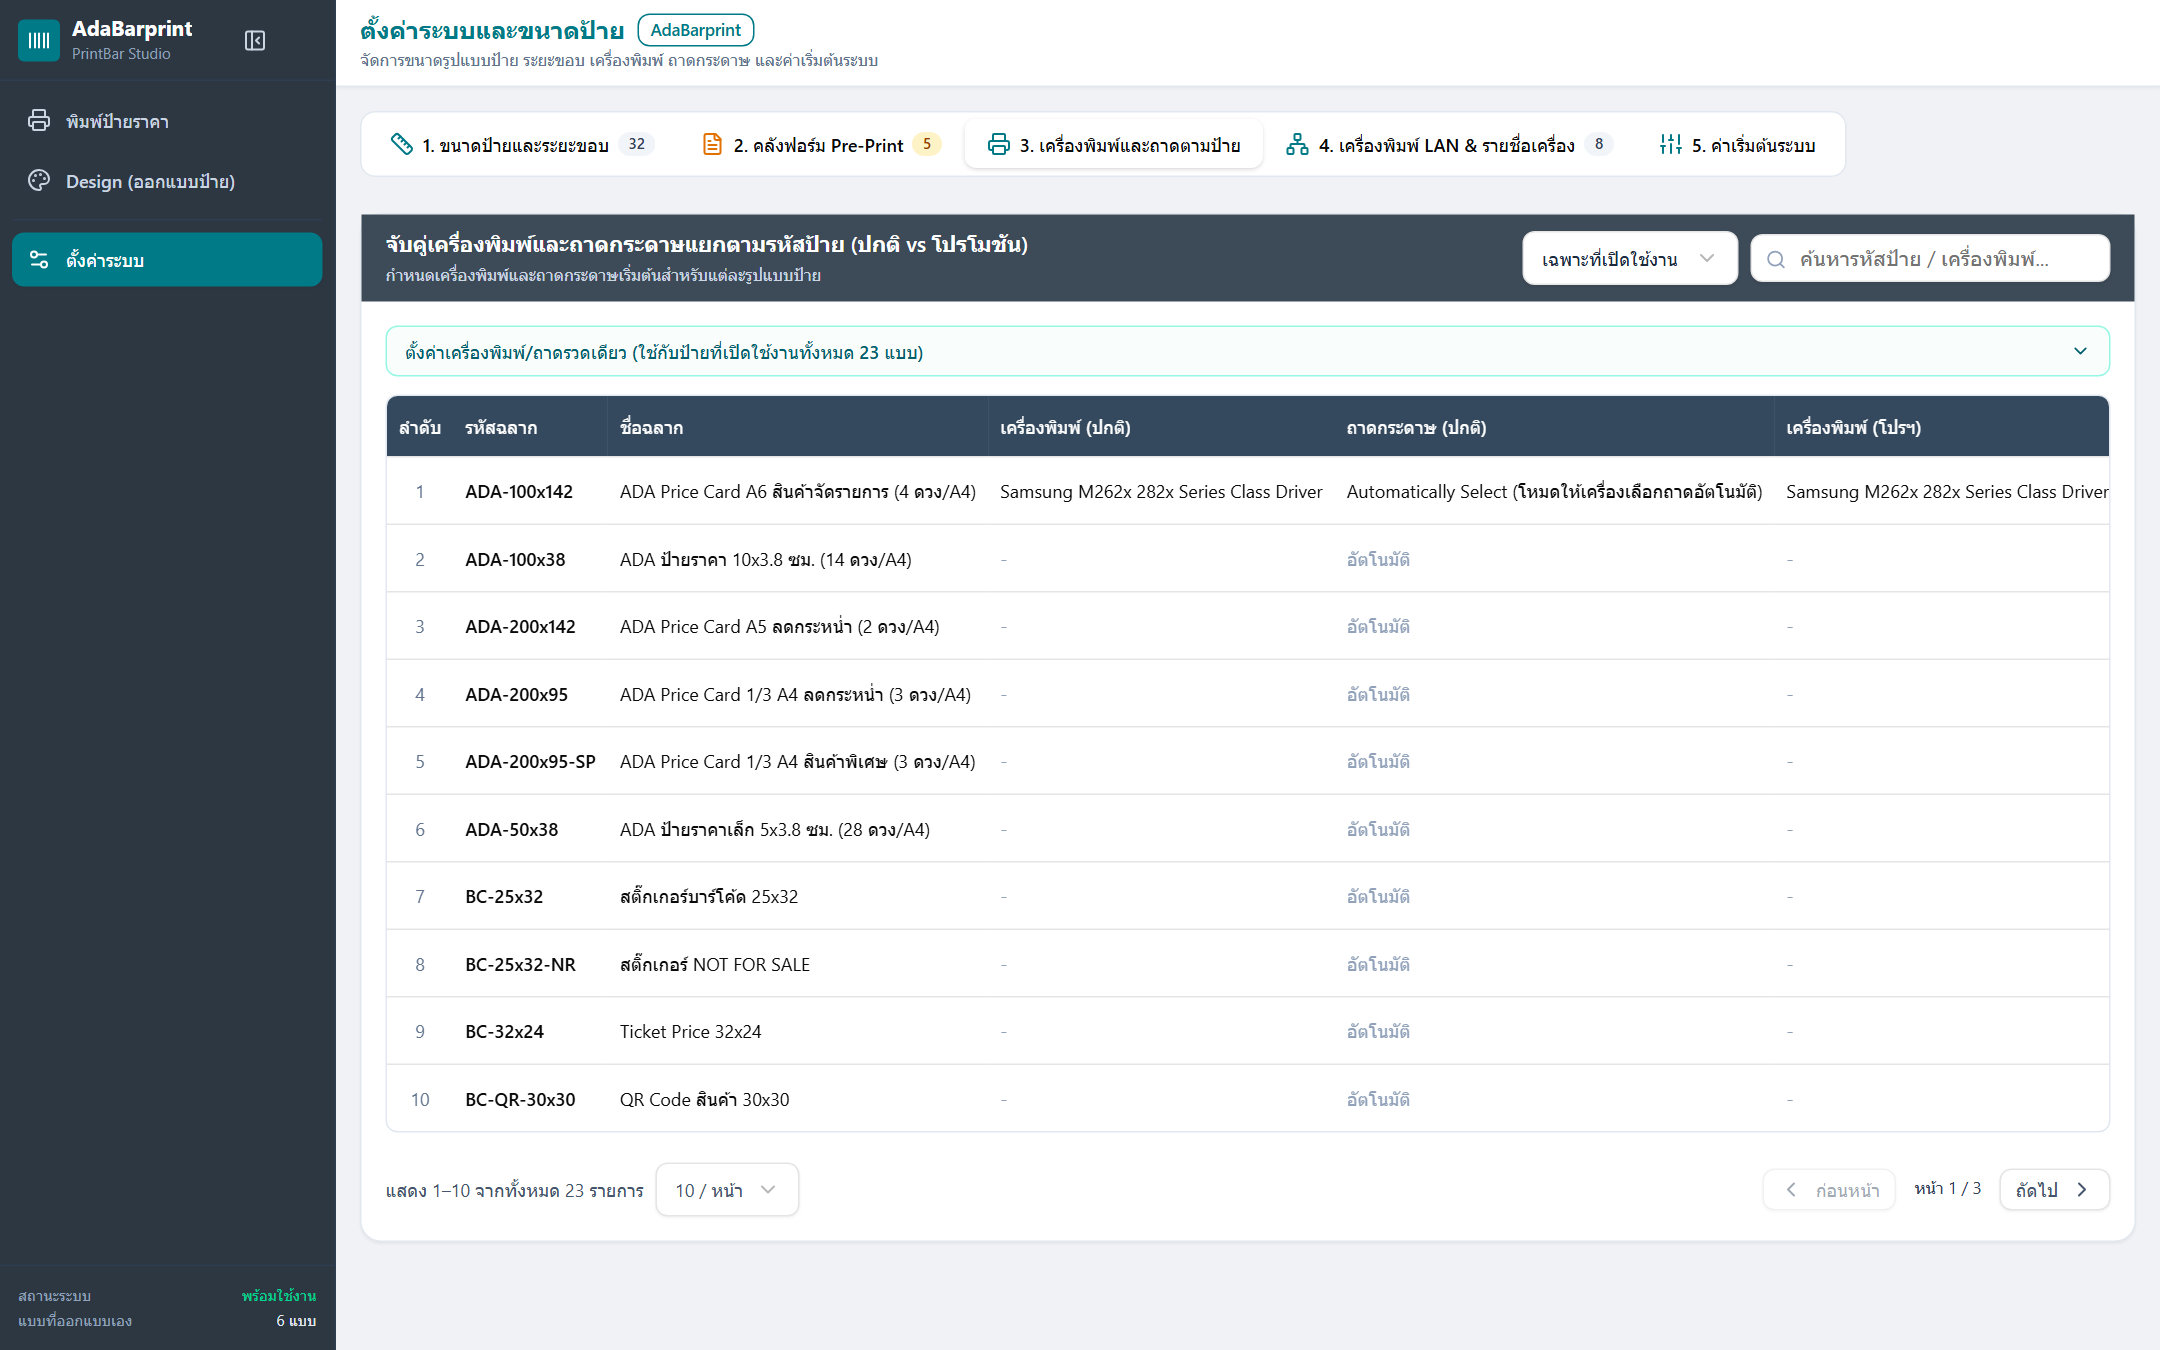 AdaBarprint
PrintBar Studio
พิมพ์ป้ายราคา
Design (ออกแบบป้าย)
ตั้งค่าระบบ
สถานะระบบ พร้อมใช้งาน
แบบที่ออกแบบเอง 6 แบบ
ตั้งค่าระบบและขนาดป้าย AdaBarprint
จัดการขนาดรูปแบบป้าย ระยะขอบ เครื่องพิมพ์ ถาดกระดาษ และค่าเริ่มต้นระบบ
1. ขนาดป้ายและระยะขอบ 32 2. คลังฟอร์ม Pre-Print 5 3. เครื่องพิมพ์และถาดตามป้าย 4. เครื่องพิมพ์ LAN & รายชื่อเครื่อง 8 5. ค่าเริ่มต้นระบบ
จับคู่เครื่องพิมพ์และถาดกระดาษแยกตามรหัสป้าย (ปกติ vs โปรโมชัน)
กำหนดเครื่องพิมพ์และถาดกระดาษเริ่มต้นสำหรับแต่ละรูปแบบป้าย
เฉพาะที่เปิดใช้งาน ค้นหารหัสป้าย / เครื่องพิมพ์...
ตั้งค่าเครื่องพิมพ์/ถาดรวดเดียว (ใช้กับป้ายที่เปิดใช้งานทั้งหมด 23 แบบ)
ลำดับ รหัสฉลาก ชื่อฉลาก เครื่องพิมพ์ (ปกติ) ถาดกระดาษ (ปกติ) เครื่องพิมพ์ (โปรฯ)
1 ADA-100x142 ADA Price Card A6 สินค้าจัดรายการ (4 ดวง/A4) Samsung M262x 282x Series Class Driver Automatically Select (โหมดให้เครื่องเลือกถาดอัตโนมัติ) Samsung M262x 282x Series Class Driver
2 ADA-100x38 ADA ป้ายราคา 10x3.8 ซม. (14 ดวง/A4) - อัตโนมัติ -
3 ADA-200x142 ADA Price Card A5 ลดกระหน่ำ (2 ดวง/A4) - อัตโนมัติ -
4 ADA-200x95 ADA Price Card 1/3 A4 ลดกระหน่ำ (3 ดวง/A4) - อัตโนมัติ -
5 ADA-200x95-SP ADA Price Card 1/3 A4 สินค้าพิเศษ (3 ดวง/A4) - อัตโนมัติ -
6 ADA-50x38 ADA ป้ายราคาเล็ก 5x3.8 ซม. (28 ดวง/A4) - อัตโนมัติ -
7 BC-25x32 สติ๊กเกอร์บาร์โค้ด 25x32 - อัตโนมัติ -
8 BC-25x32-NR สติ๊กเกอร์ NOT FOR SALE - อัตโนมัติ -
9 BC-32x24 Ticket Price 32x24 - อัตโนมัติ -
10 BC-QR-30x30 QR Code สินค้า 30x30 - อัตโนมัติ -
แสดง 1–10 จากทั้งหมด 23 รายการ 10 / หน้า ก่อนหน้า หน้า 1 / 3 ถัดไป